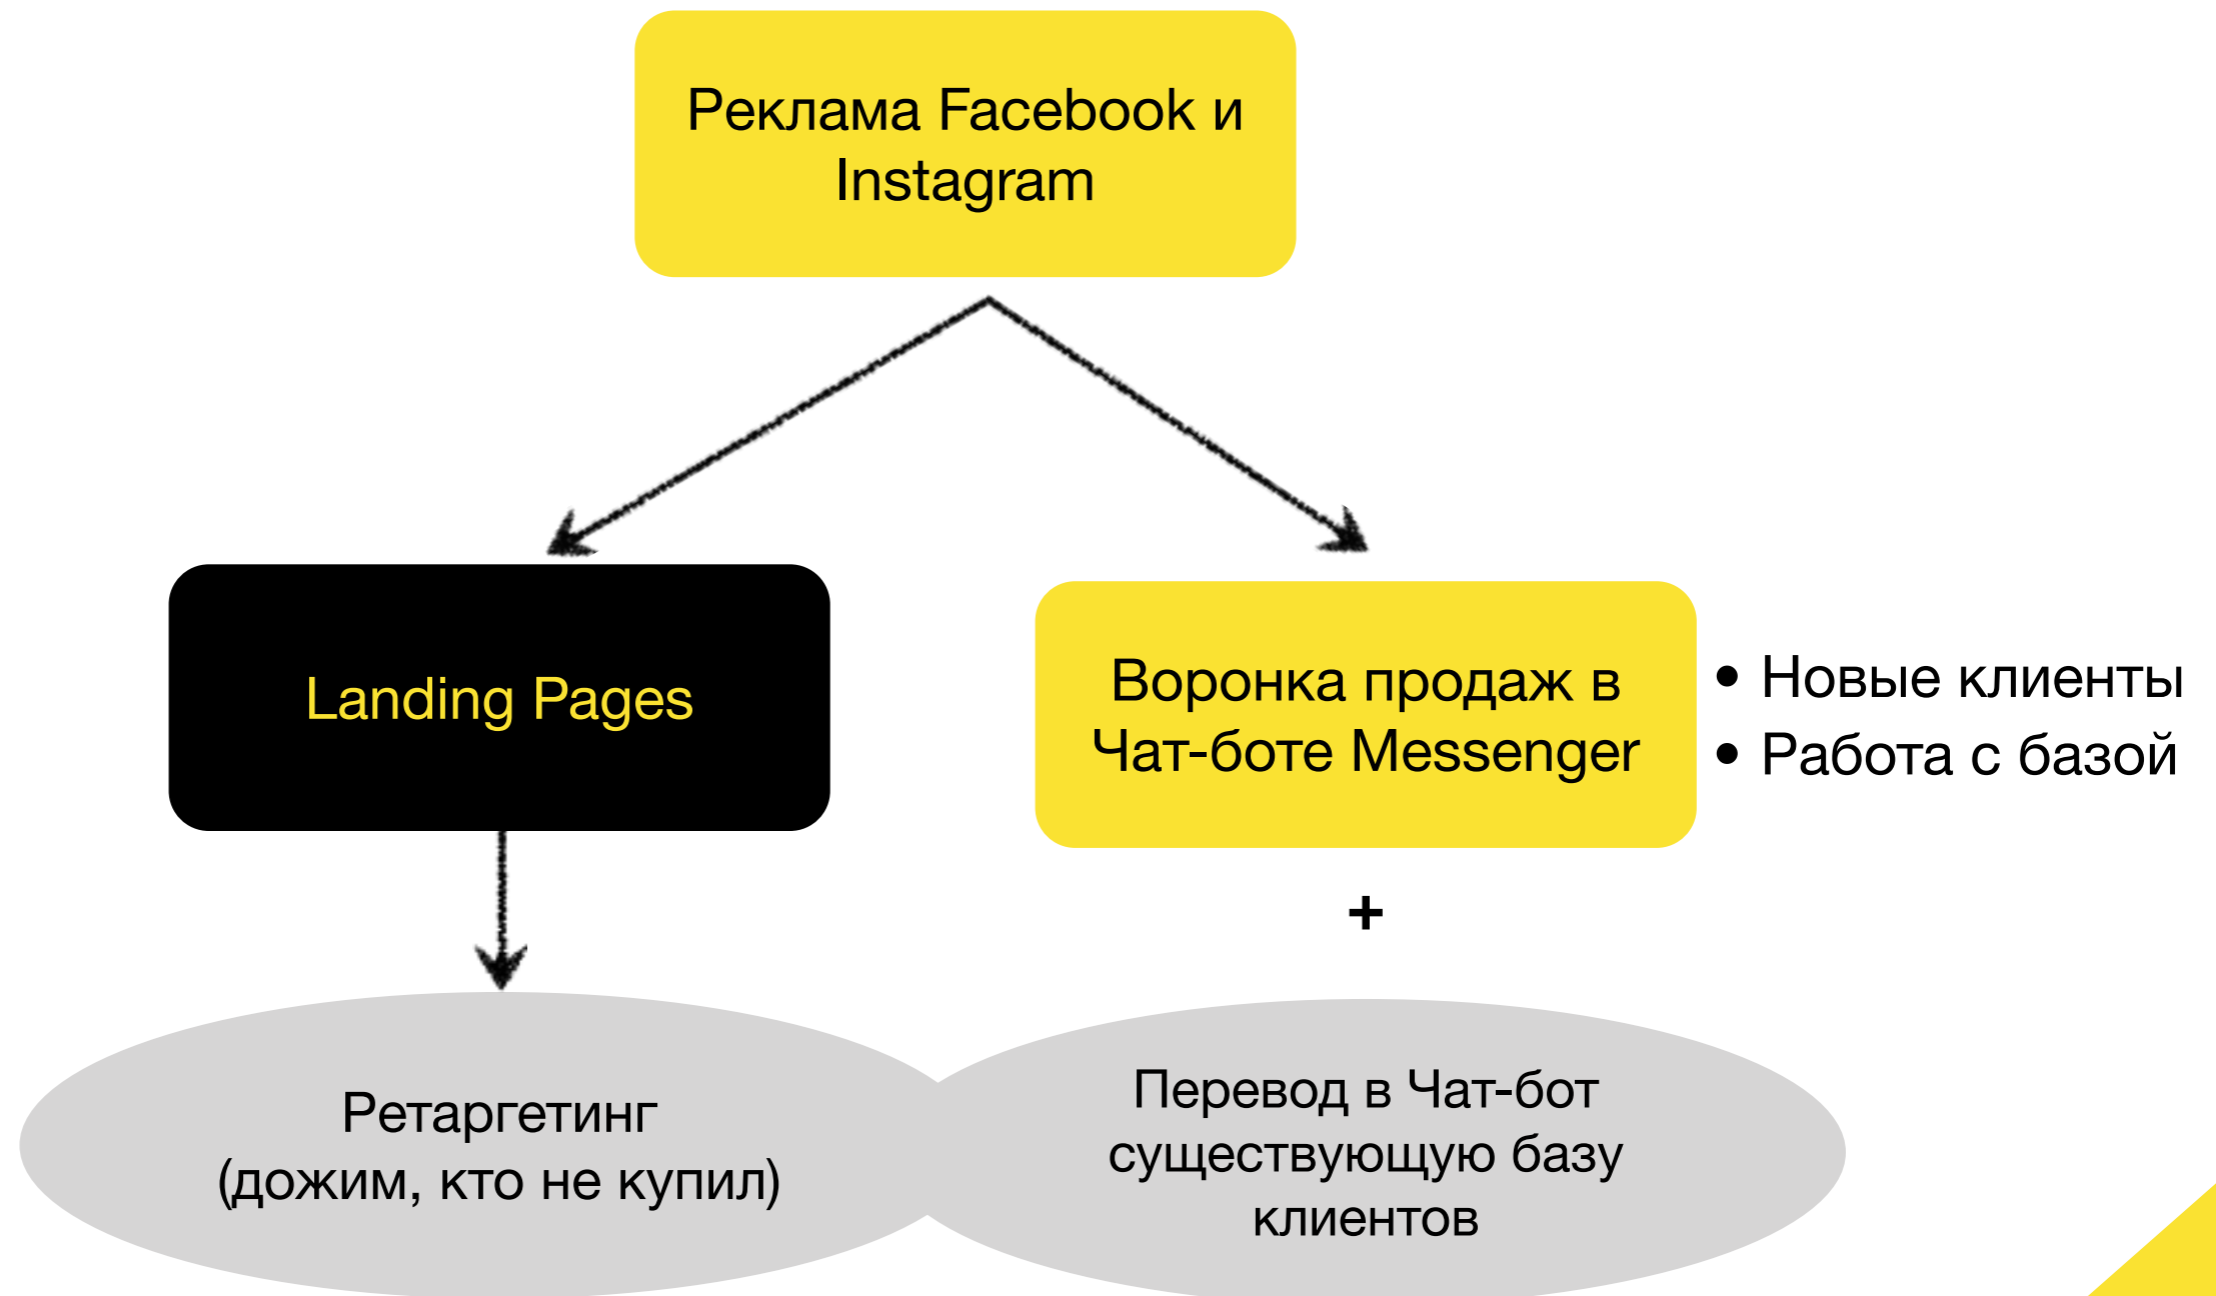 Реклама Facebook и
Instagram
Landing Pages
Воронка продаж в
Чат-боте Messenger
• Новые клиенты
• Работа с базой
+
Ретаргетинг
(дожим, кто не купил)
Перевод в Чат-бот
существующую базу
клиентов